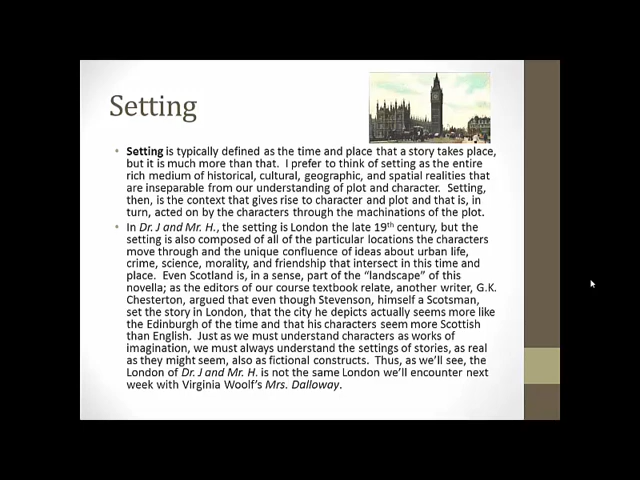 Setting
• Setting is typically defined as the time and place that a story takes place,
but it is much more than that. I prefer to think of setting as the entire
rich medium of historical, cultural, geographic, and spatial realities that
are inseparable from our understanding of plot and character. Setting,
then, is the context that gives rise to character and plot and that is, in
turn, acted on by the characters through the machinations of the plot.
• In Dr. J and Mr. H., the setting is London the late 19th century, but the
setting is also composed of all of the particular locations the characters
move through and the unique confluence of ideas about urban life,
crime, science, morality, and friendship that intersect in this time and
place. Even Scotland is, in a sense, part of the “landscape” of this
novella; as the editors of our course textbook relate, another writer, G.K.
Chesterton, argued that even though Stevenson, himself a Scotsman,
set the story in London, that the city he depicts actually seems more like
the Edinburgh of the time and that his characters seem more Scottish
than English. Just as we must understand characters as works of
imagination, we must always understand the settings of stories, as real
as they might seem, also as fictional constructs. Thus, as we’ll see, the
London of Dr. J and Mr. H. is not the same London we’ll encounter next
week with Virginia Woolf’s Mrs. Dalloway.